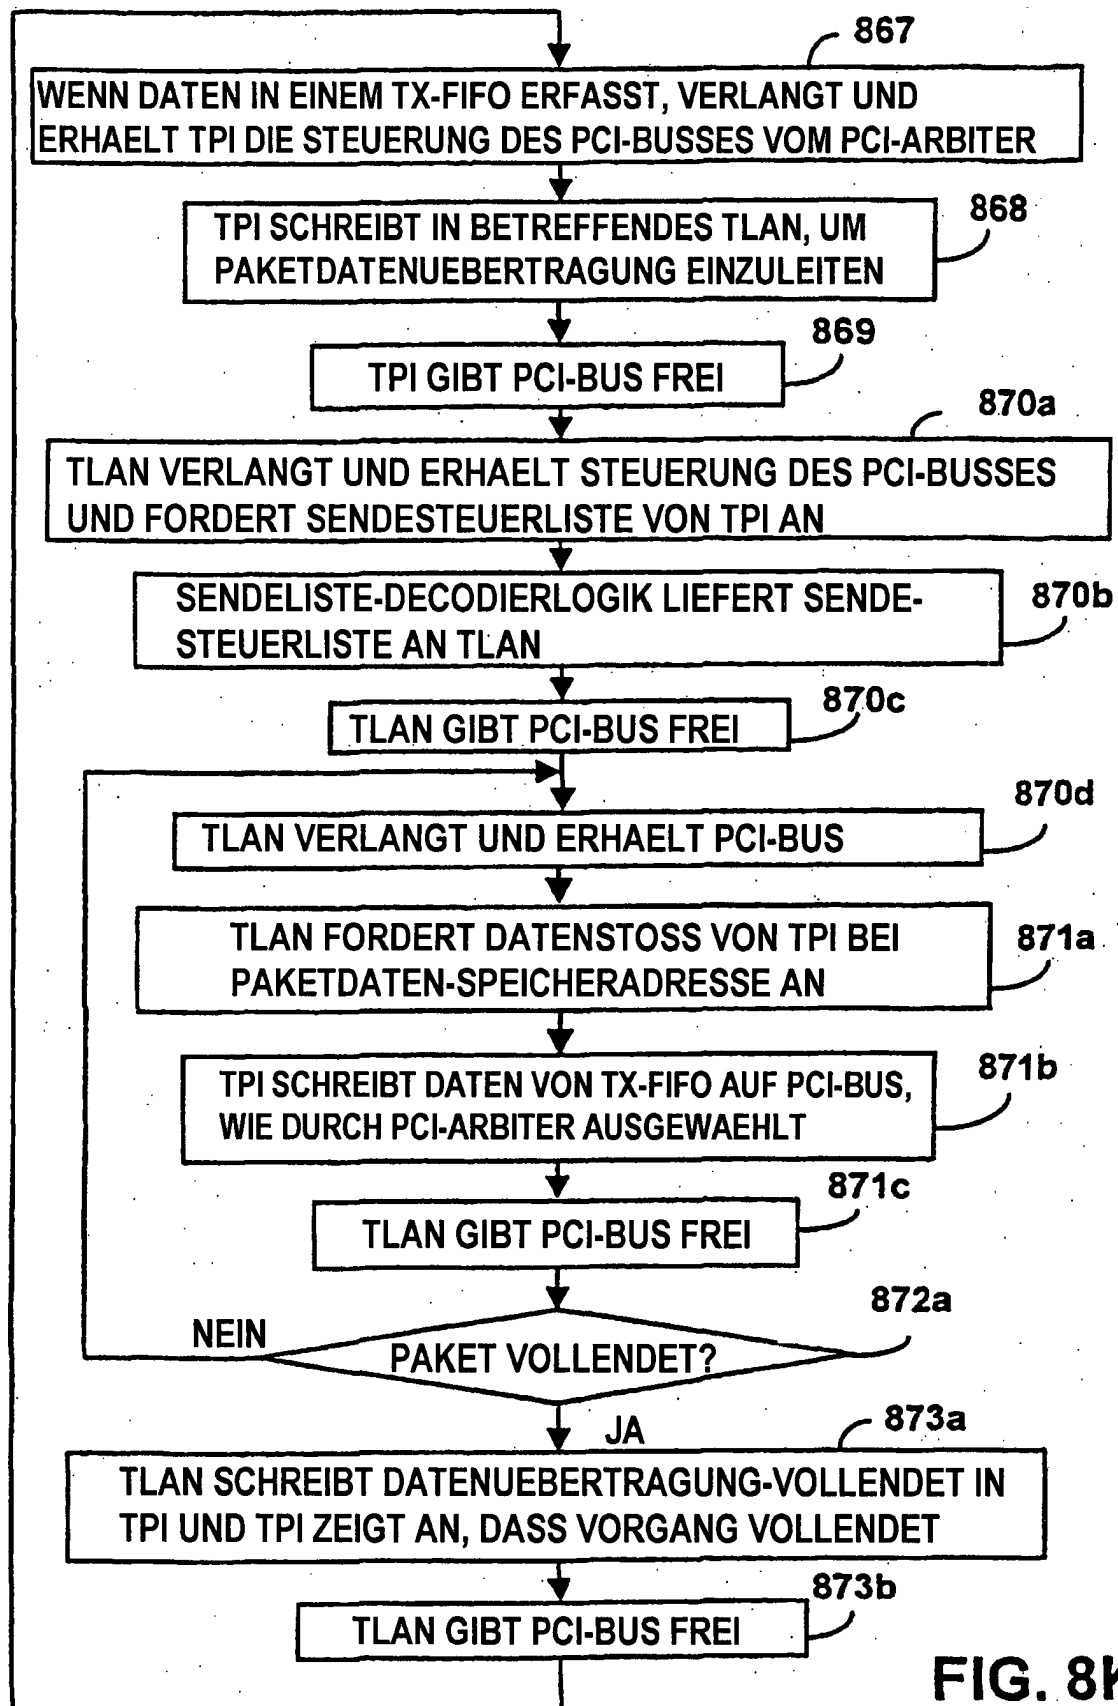 867
WENN DATEN IN EINEM TX-FIFO ERFASST, VERLANGT UND
ERHAELT TPI DIE STEUERUNG DES PCI-BUSSES VOM PCI-ARBITER
868
TPI SCHREIBT IN BETREFFENDES TLAN, UM
PAKETDATENUEBERTRAGUNG EINZULEITEN
869
TPI GIBT PCI-BUS FREI
870a
TLAN VERLANGT UND ERHAELT STEUERUNG DES PCI-BUSSES
UND FORDERT SENDESTEUERLISTE VON TPI AN
870b
SENDELISTE-DECODIERLOGIK LIEFERT SENDE-
STEUERLISTE AN TLAN
870c
TLAN GIBT PCI-BUS FREI
870d
TLAN VERLANGT UND ERHAELT PCI-BUS
871a
TLAN FORDERT DATENSTOSS VON TPI BEI
PAKETDATEN-SPEICHERADRESSE AN
871b
TPI SCHREIBT DATEN VON TX-FIFO AUF PCI-BUS,
WIE DURCH PCI-ARBITER AUSGEWAEHLT
871c
TLAN GIBT PCI-BUS FREI
872a
NEIN
PAKET VOLLENDET?
JA
873a
TLAN SCHREIBT DATENUEBERTRAGUNG-VOLLENDET IN
TPI UND TPI ZEIGT AN, DASS VORGANG VOLLENDET
873b
TLAN GIBT PCI-BUS FREI
FIG.